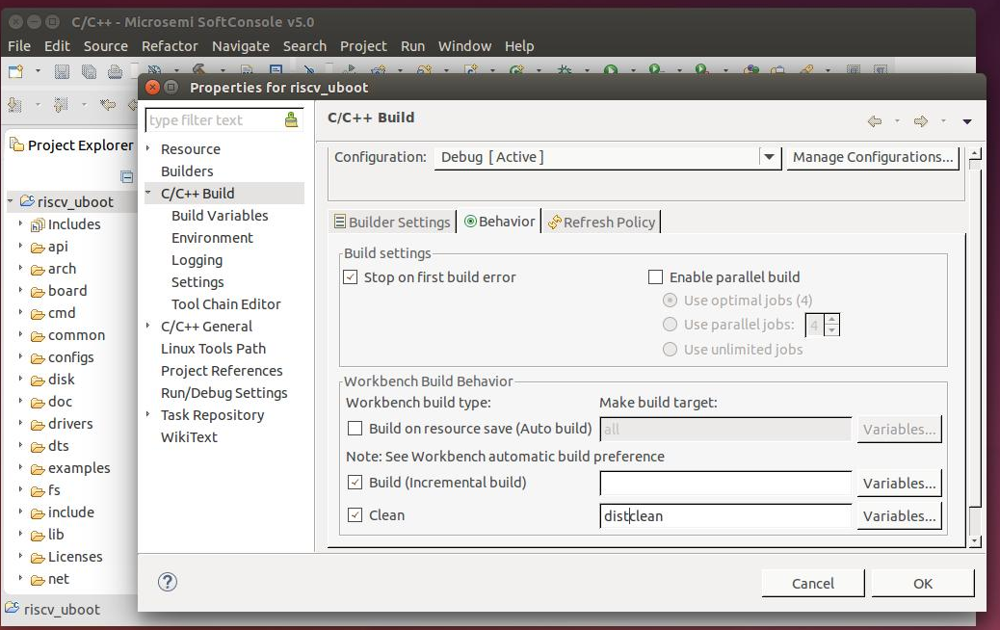 C/C++ - Microsemi SoftConsole v5.0
File Edit Source Refactor Navigate Search Project Run Window Help
Project Explorer
riscv_uboot
Includes
api
arch
board
cmd
common
configs
disk
doc
drivers
dts
examples
fs
include
lib
Licenses
net
riscv_uboot
Properties for riscv_uboot
type filter text
Resource
Builders
C/C++ Build
Build Variables
Environment
Logging
Settings
Tool Chain Editor
C/C++ General
Linux Tools Path
Project References
Run/Debug Settings
Task Repository
WikiText
C/C++ Build
Configuration: Debug [ Active ] Manage Configurations...
Builder Settings Behavior Refresh Policy
Build settings
Stop on first build error Enable parallel build
Use optimal jobs (4)
Use parallel jobs: 4
Use unlimited jobs
Workbench Build Behavior
Workbench build type: Make build target:
Build on resource save (Auto build) all Variables...
Note: See Workbench automatic build preference
Build (Incremental build) Variables...
Clean distclean Variables...
? Cancel OK